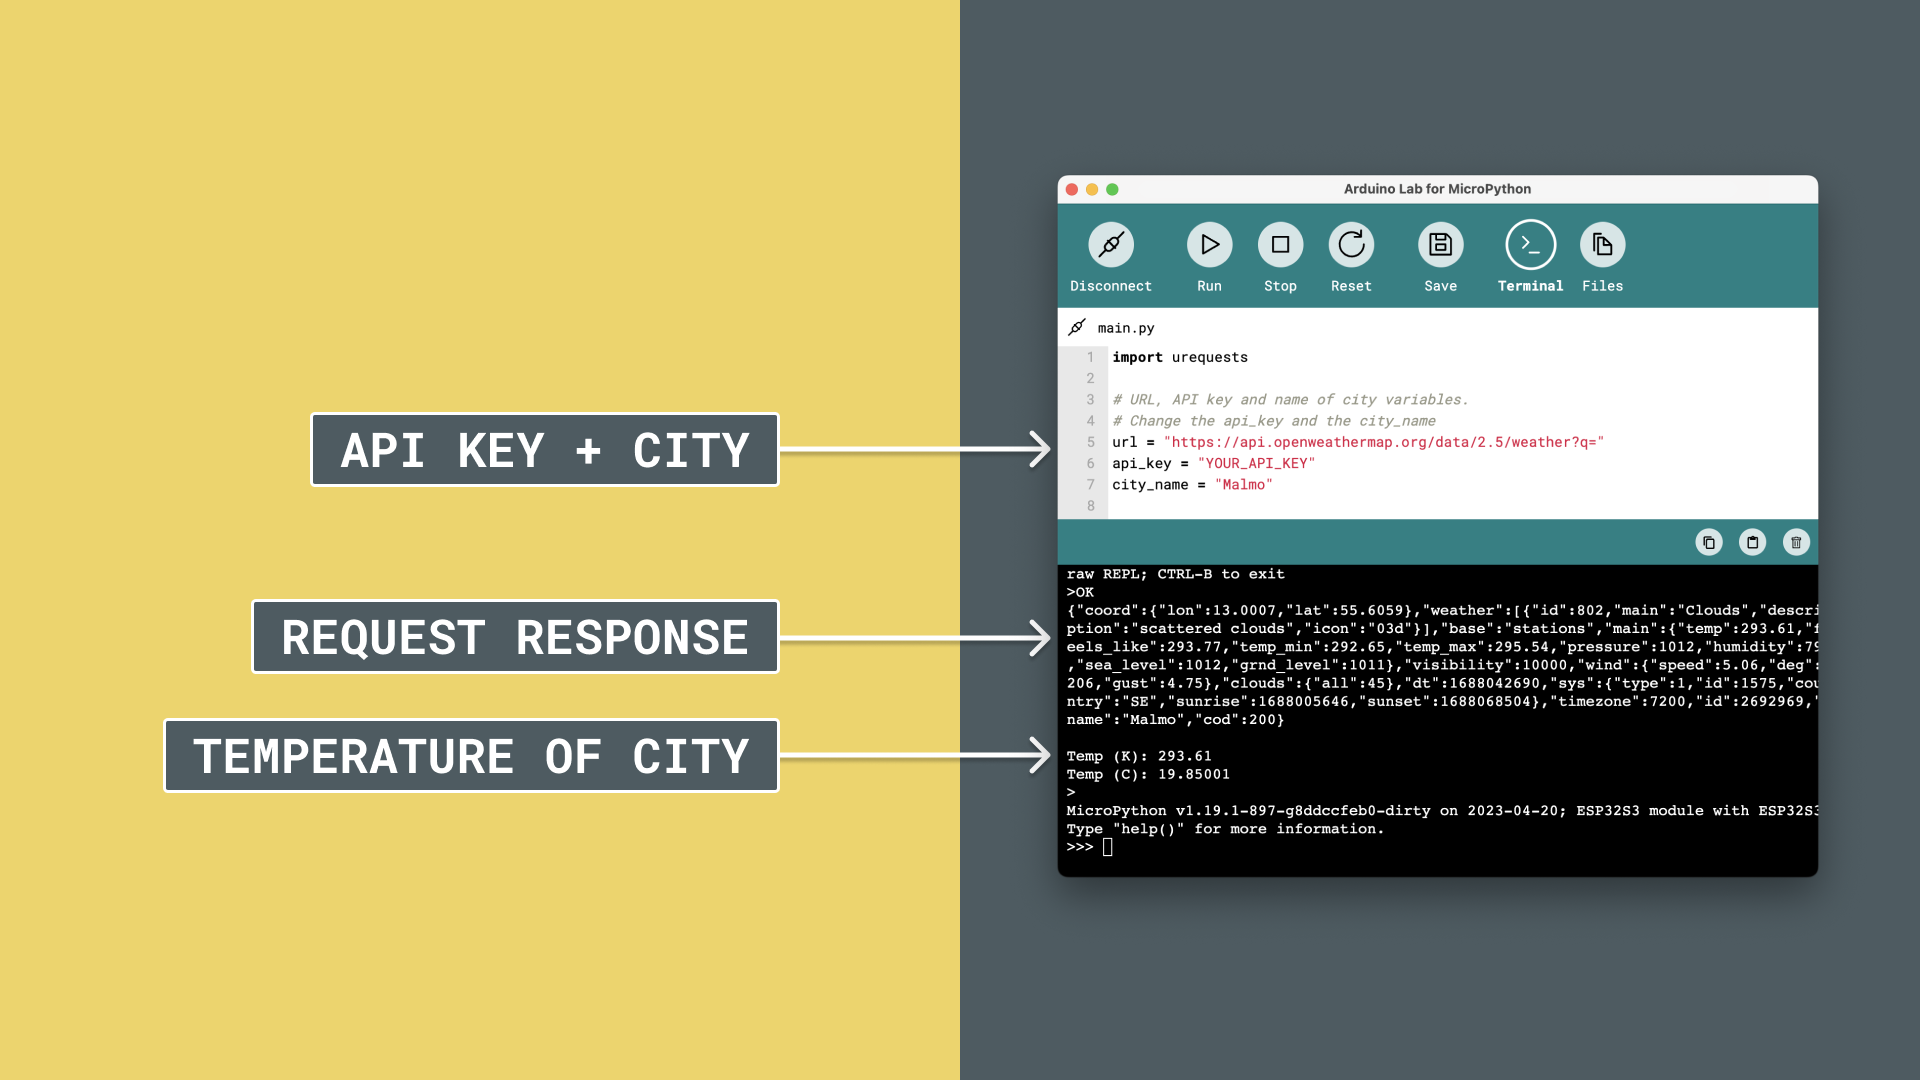 API KEY + CITY
REQUEST RESPONSE
TEMPERATURE OF CITY
Arduino Lab for MicroPython
Disconnect Run Stop Reset Save Terminal Files
main.py
1 import urequests
2
3 # URL, API key and name of city variables.
4 # Change the api_key and the city_name
5 url = "https://api.openweathermap.org/data/2.5/weather?q="
6 api_key = "YOUR_API_KEY"
7 city_name = "Malmo"
8
raw REPL; CTRL-B to exit
>OK
{"coord":{"lon":13.0007,"lat":55.6059},"weather":[{"id":802,"main":"Clouds","descri
ption":"scattered clouds","icon":"03d"}],"base":"stations","main":{"temp":293.61,"f
eels_like":293.77,"temp_min":292.65,"temp_max":295.54,"pressure":1012,"humidity":79
,"sea_level":1012,"grnd_level":1011},"visibility":10000,"wind":{"speed":5.06,"deg":
206,"gust":4.75},"clouds":{"all":45},"dt":1688042690,"sys":{"type":1,"id":1575,"cou
ntry":"SE","sunrise":1688005646,"sunset":1688068504},"timezone":7200,"id":2692969,"
name":"Malmo","cod":200}
Temp (K): 293.61
Temp (C): 19.85001
>
MicroPython v1.19.1-897-g8ddccfeb0-dirty on 2023-04-20; ESP32S3 module with ESP32S3
Type "help()" for more information.
>>>